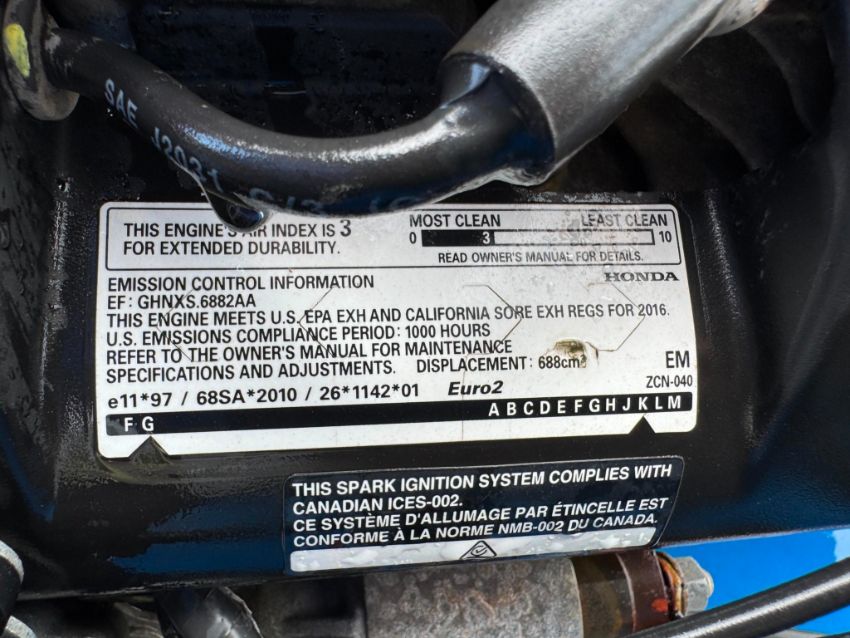 SAE J2031
THIS ENGINE'S AIR INDEX IS 3
FOR EXTENDED DURABILITY.
MOST CLEAN LEAST CLEAN
0 3 10
READ OWNER'S MANUAL FOR DETAILS.
EMISSION CONTROL INFORMATION
HONDA
EF: GHNXS.6882AA
THIS ENGINE MEETS U.S. EPA EXH AND CALIFORNIA SORE EXH REGS FOR 2016.
U.S. EMISSIONS COMPLIANCE PERIOD: 1000 HOURS
REFER TO THE OWNER'S MANUAL FOR MAINTENANCE
SPECIFICATIONS AND ADJUSTMENTS. DISPLACEMENT: 688cm³ EM
e11*97 / 68SA*2010 / 26*1142*01 Euro2 ZCN-040
F G A B C D E F G H J K L M
THIS SPARK IGNITION SYSTEM COMPLIES WITH
CANADIAN ICES-002.
CE SYSTÈME D'ALLUMAGE PAR ÉTINCELLE EST
CONFORME À LA NORME NMB-002 DU CANADA.